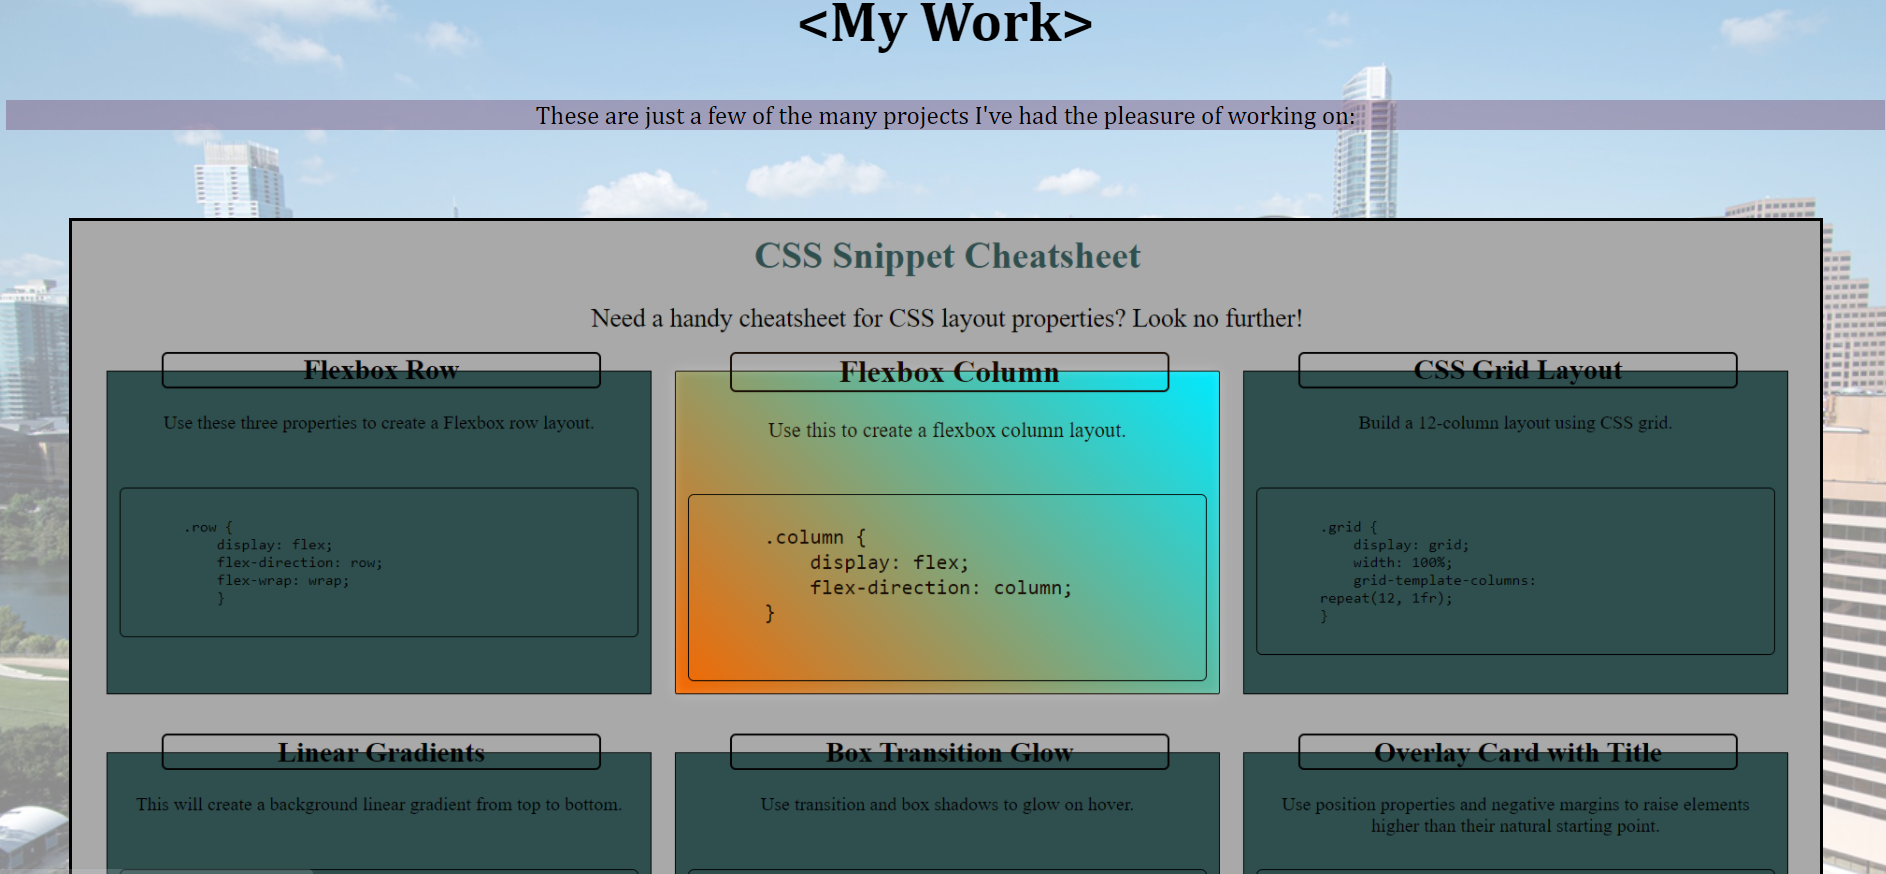 <My Work>
These are just a few of the many projects I've had the pleasure of working on:
CSS Snippet Cheatsheet
Need a handy cheatsheet for CSS layout properties? Look no further!
Flexbox Row
Use these three properties to create a Flexbox row layout.
.row {
    display: flex;
    flex-direction: row;
    flex-wrap: wrap;
    }
Flexbox Column
Use this to create a flexbox column layout.
.column {
    display: flex;
    flex-direction: column;
}
CSS Grid Layout
Build a 12-column layout using CSS grid.
.grid {
    display: grid;
    width: 100%;
    grid-template-columns:
repeat(12, 1fr);
}
Linear Gradients
This will create a background linear gradient from top to bottom.
Box Transition Glow
Use transition and box shadows to glow on hover.
Overlay Card with Title
Use position properties and negative margins to raise elements
higher than their natural starting point.